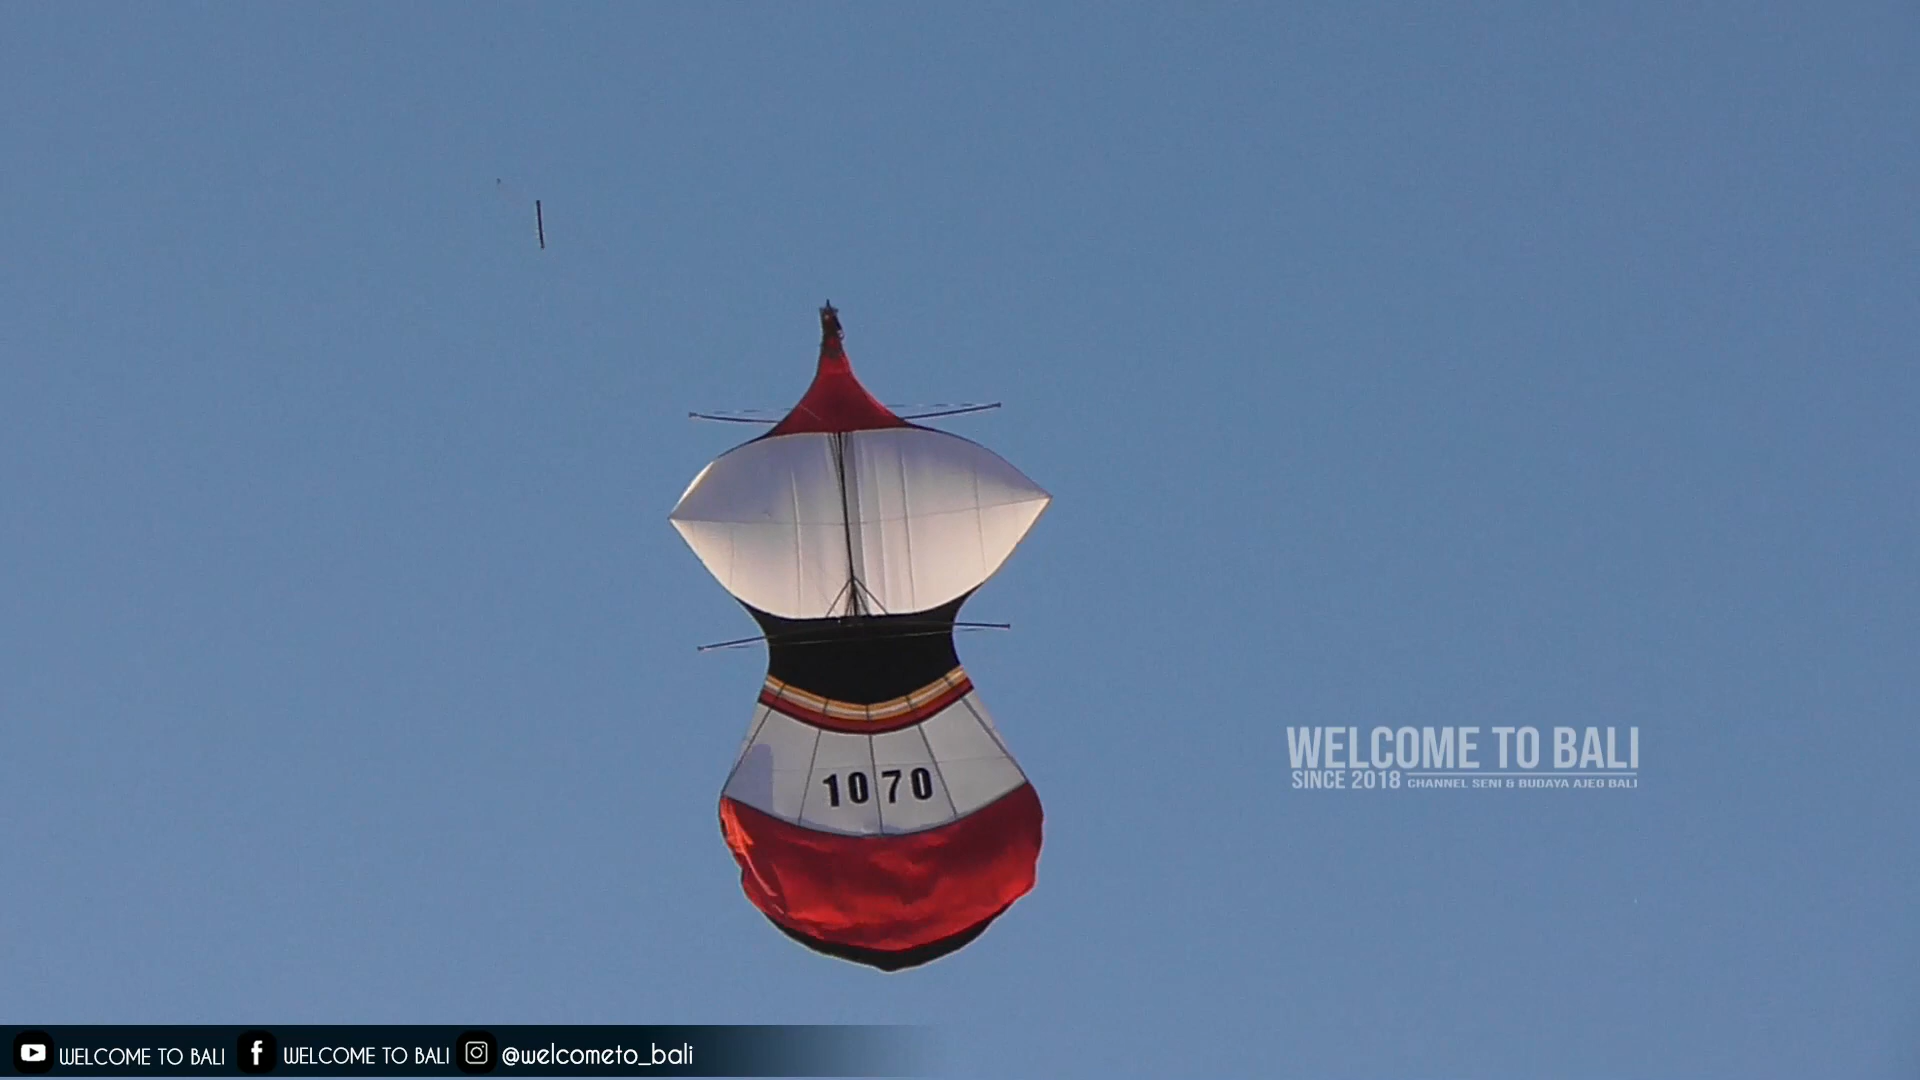 1070
WELCOME TO BALI
SINCE 2018 CHANNEL SENI & BUDAYA AJEG BALI
WELCOME TO BALI WELCOME TO BALI @welcometo_bali